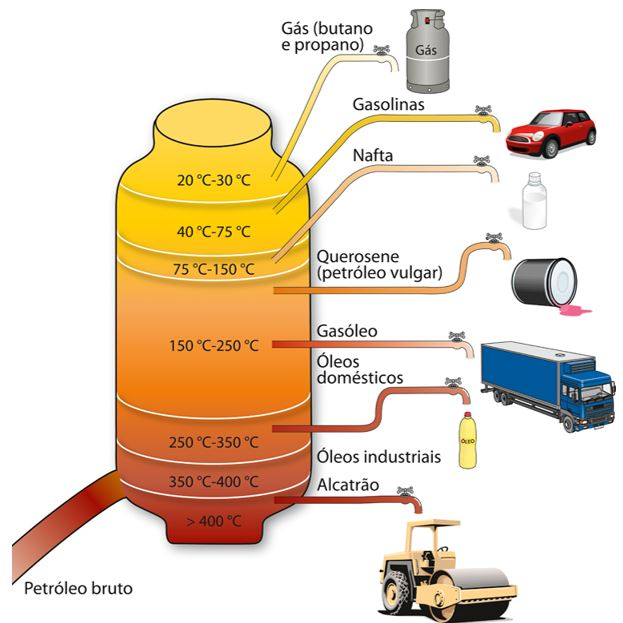 Gás (butano
e propano)
Gás
Gasolinas
Nafta
20 °C-30 °C
40 °C-75 °C
75 °C-150 °C
Querosene
(petróleo vulgar)
150 °C-250 °C
Gasóleo
Óleos
domésticos
ÓLEO
250 °C-350 °C
Óleos industriais
350 °C-400 °C
Alcatrão
> 400 °C
Petróleo bruto